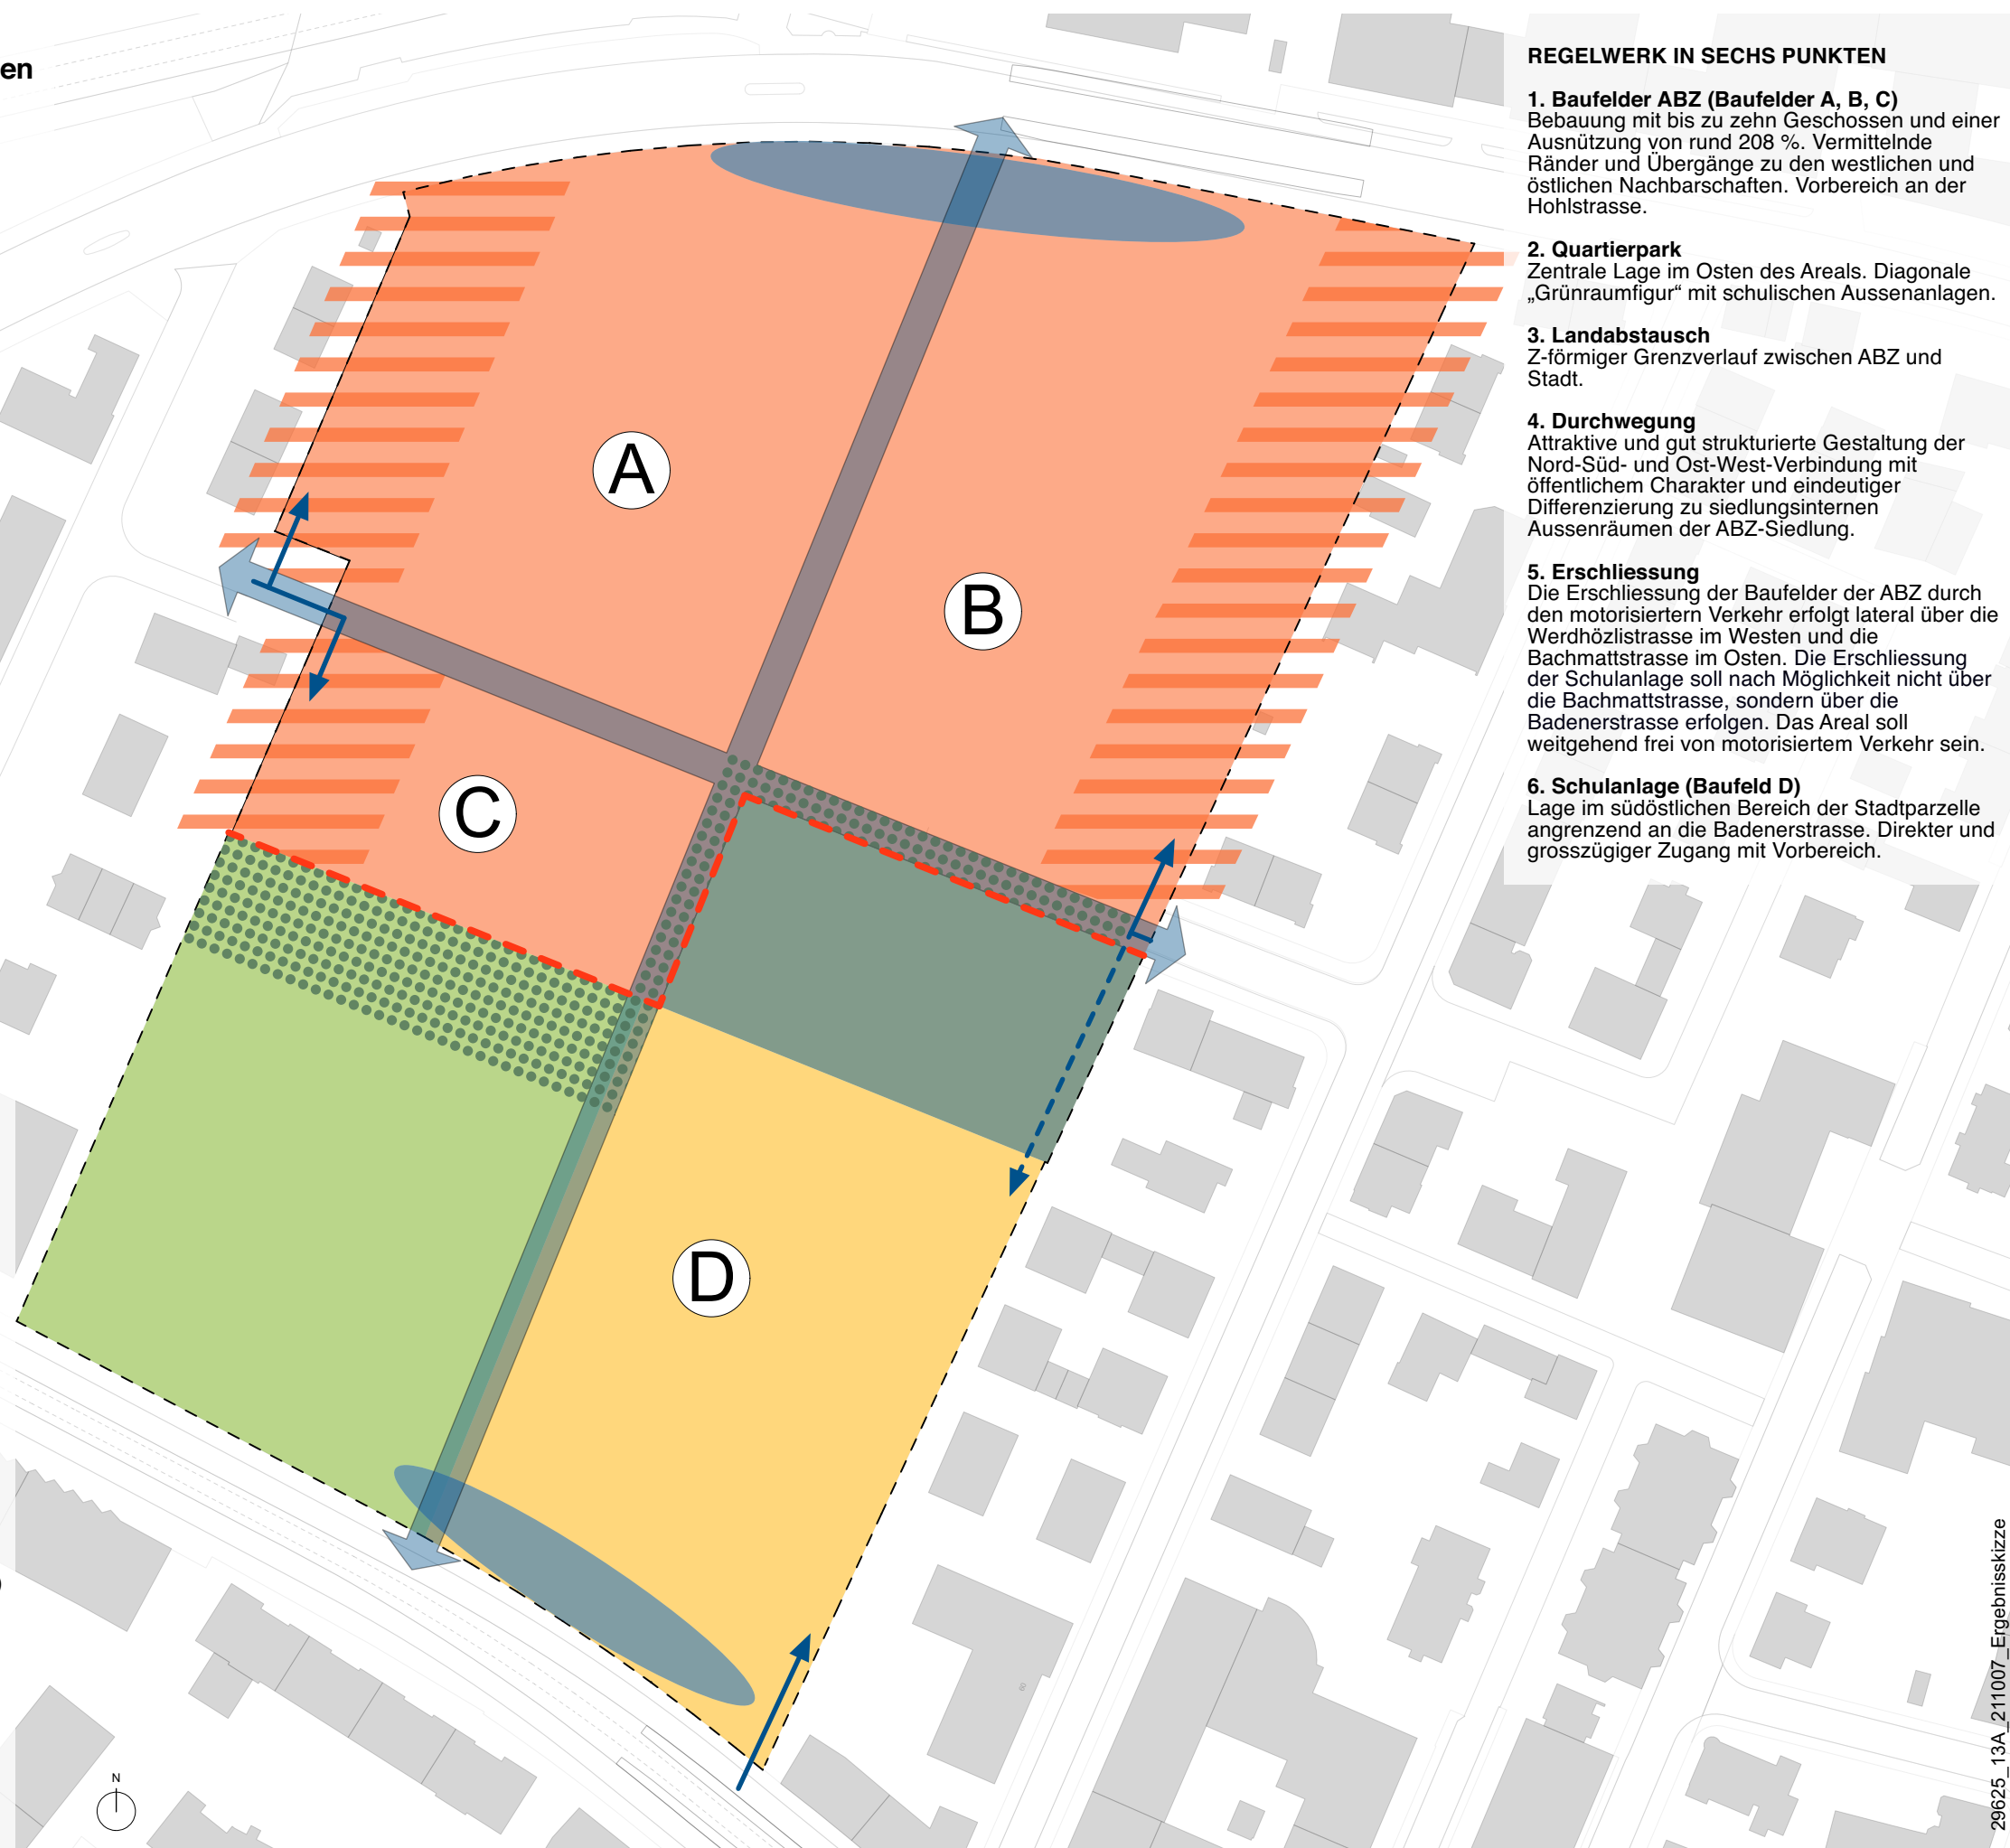 en
REGELWERK IN SECHS PUNKTEN
1. Baufelder ABZ (Baufelder A, B, C)
Bebauung mit bis zu zehn Geschossen und einer
Ausnützung von rund 208 %. Vermittelnde
Ränder und Übergänge zu den westlichen und
östlichen Nachbarschaften. Vorbereich an der
Hohlstrasse.
2. Quartierpark
Zentrale Lage im Osten des Areals. Diagonale
„Grünraumfigur“ mit schulischen Aussenanlagen.
3. Landabstausch
Z-förmiger Grenzverlauf zwischen ABZ und
Stadt.
4. Durchwegung
Attraktive und gut strukturierte Gestaltung der
Nord-Süd- und Ost-West-Verbindung mit
öffentlichem Charakter und eindeutiger
Differenzierung zu siedlungsinternen
Aussenräumen der ABZ-Siedlung.
5. Erschliessung
Die Erschliessung der Baufelder der ABZ durch
den motorisiertern Verkehr erfolgt lateral über die
Werdhözlistrasse im Westen und die
Bachmattstrasse im Osten. Die Erschliessung
der Schulanlage soll nach Möglichkeit nicht über
die Bachmattstrasse, sondern über die
Badenerstrasse erfolgen. Das Areal soll
weitgehend frei von motorisiertem Verkehr sein.
6. Schulanlage (Baufeld D)
Lage im südöstlichen Bereich der Stadtparzelle
angrenzend an die Badenerstrasse. Direkter und
grosszügiger Zugang mit Vorbereich.
A
B
C
D
N
29625_13A_211007_Ergebnisskizze